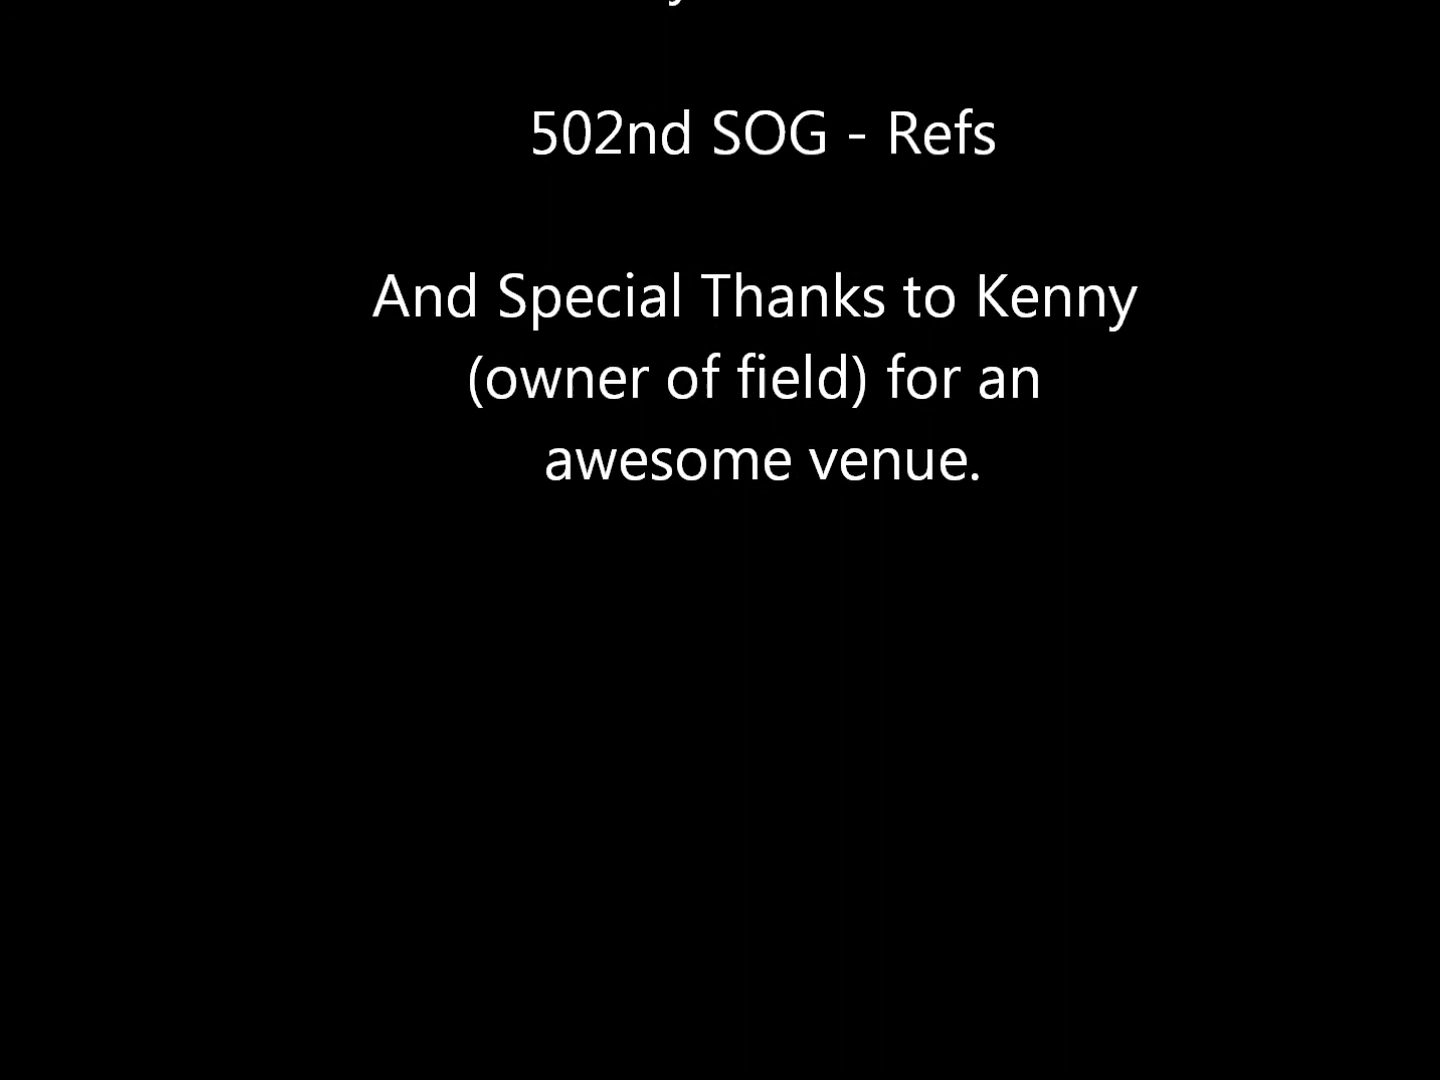 502nd SOG - Refs
And Special Thanks to Kenny
(owner of field) for an
awesome venue.